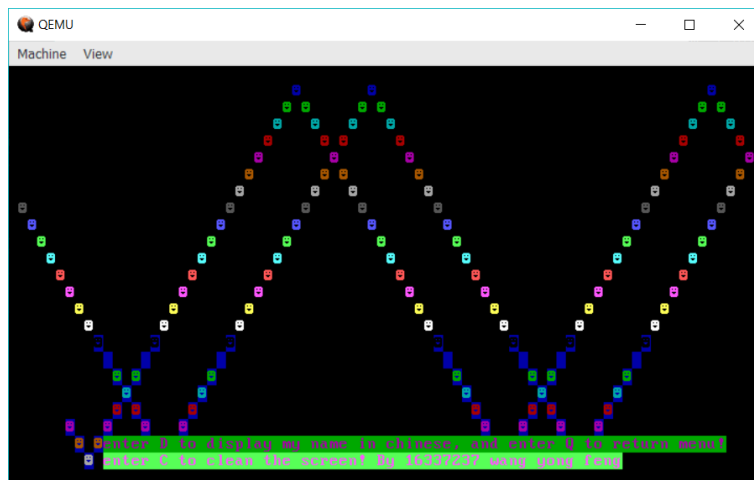 QEMU
Machine View
enter D to display my name in chinese, and enter Q to return menu!
enter C to clean the screen! By 16337237 wang yong feng